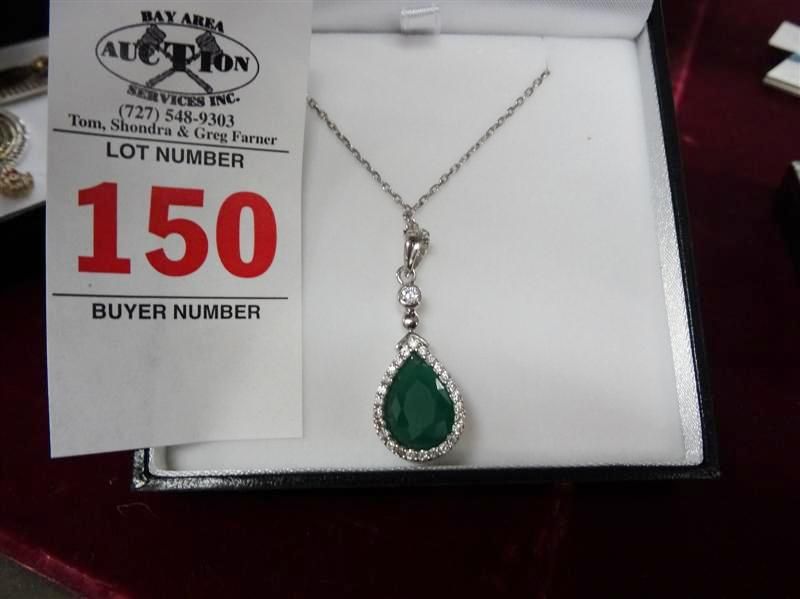 BAY AREA
AUCTION
SERVICES INC.
(727) 548-9303
Tom, Shondra & Greg Farner
LOT NUMBER
150
BUYER NUMBER